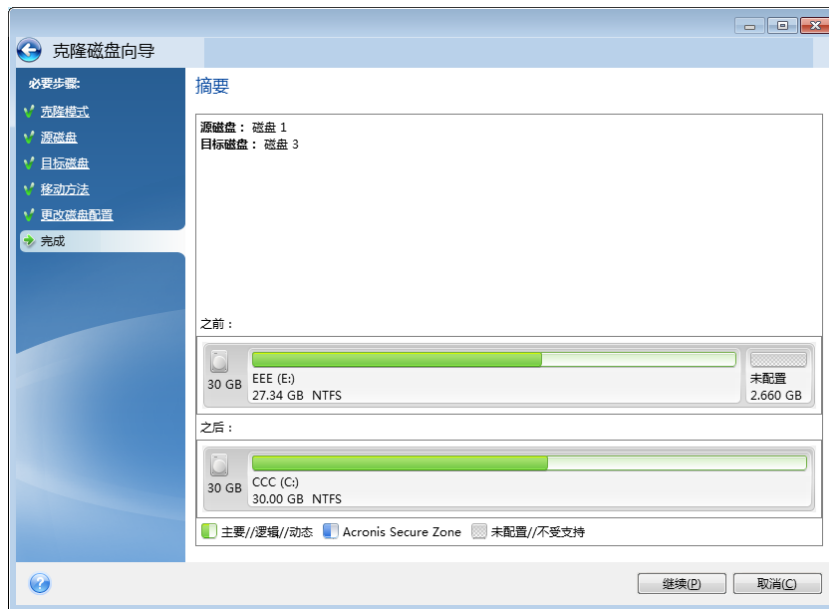 克隆磁盘向导
必要步骤:
克隆模式
源磁盘
目标磁盘
移动方法
更改磁盘配置
完成
摘要
源磁盘： 磁盘 1
目标磁盘： 磁盘 3
之前：
30 GB
EEE (E:)
27.34 GB NTFS
未配置
2.660 GB
之后：
30 GB
CCC (C:)
30.00 GB NTFS
主要//逻辑//动态 Acronis Secure Zone 未配置//不受支持
继续(P) 取消(C)